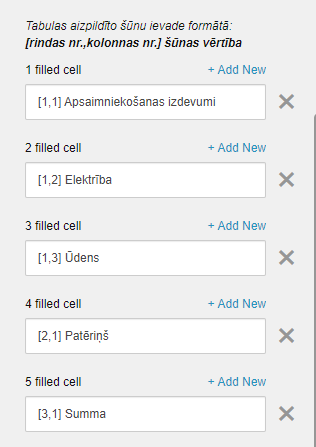 Tabulas aizpildīto šūnu ievade formātā:
[rindas nr.,kolonnas nr.] šūnas vērtība
1 filled cell + Add New
[1,1] Apsaimniekošanas izdevumi
2 filled cell + Add New
[1,2] Elektrība
3 filled cell + Add New
[1,3] Ūdens
4 filled cell + Add New
[2,1] Patēriņš
5 filled cell + Add New
[3,1] Summa